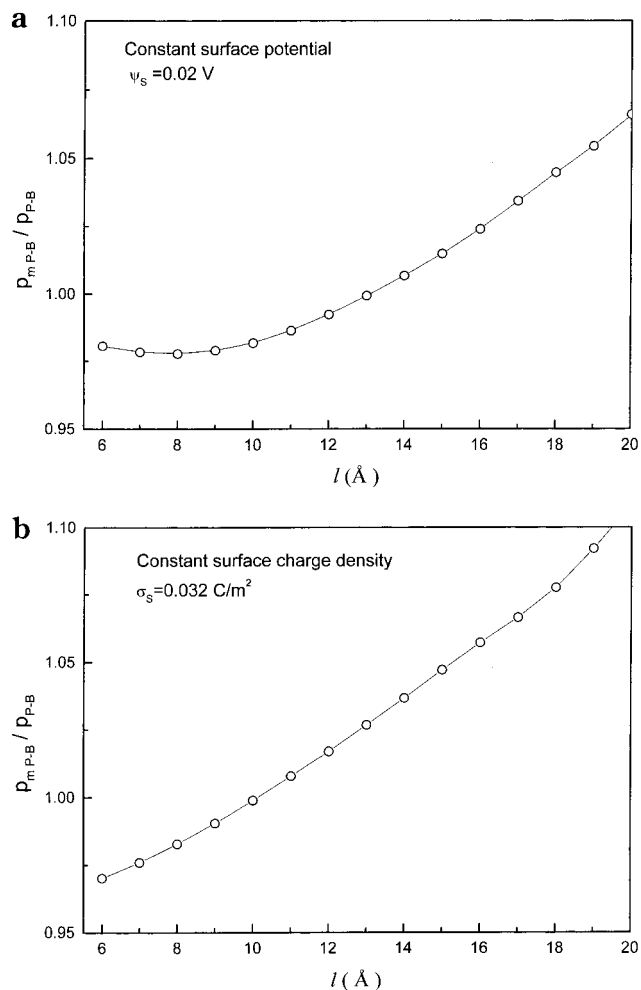 a
1.10
Constant surface potential
ψS =0.02 V
1.05
pm P-B / pP-B
1.00
0.95
6 8 10 12 14 16 18 20
l (Å )
b
1.10
Constant surface charge density
σS=0.032 C/m2
1.05
pm P-B / pP-B
1.00
0.95
6 8 10 12 14 16 18 20
l ( Å )